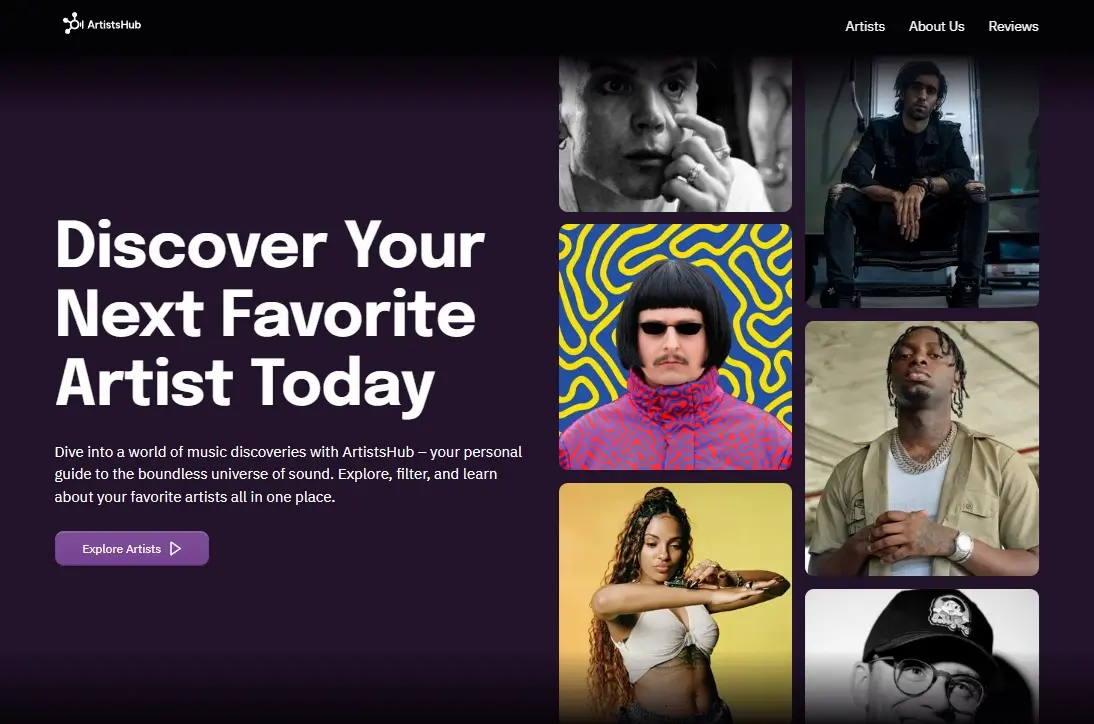 ArtistsHub
Artists
About Us
Reviews
Discover Your
Next Favorite
Artist Today
Dive into a world of music discoveries with ArtistsHub – your personal
guide to the boundless universe of sound. Explore, filter, and learn
about your favorite artists all in one place.
Explore Artists